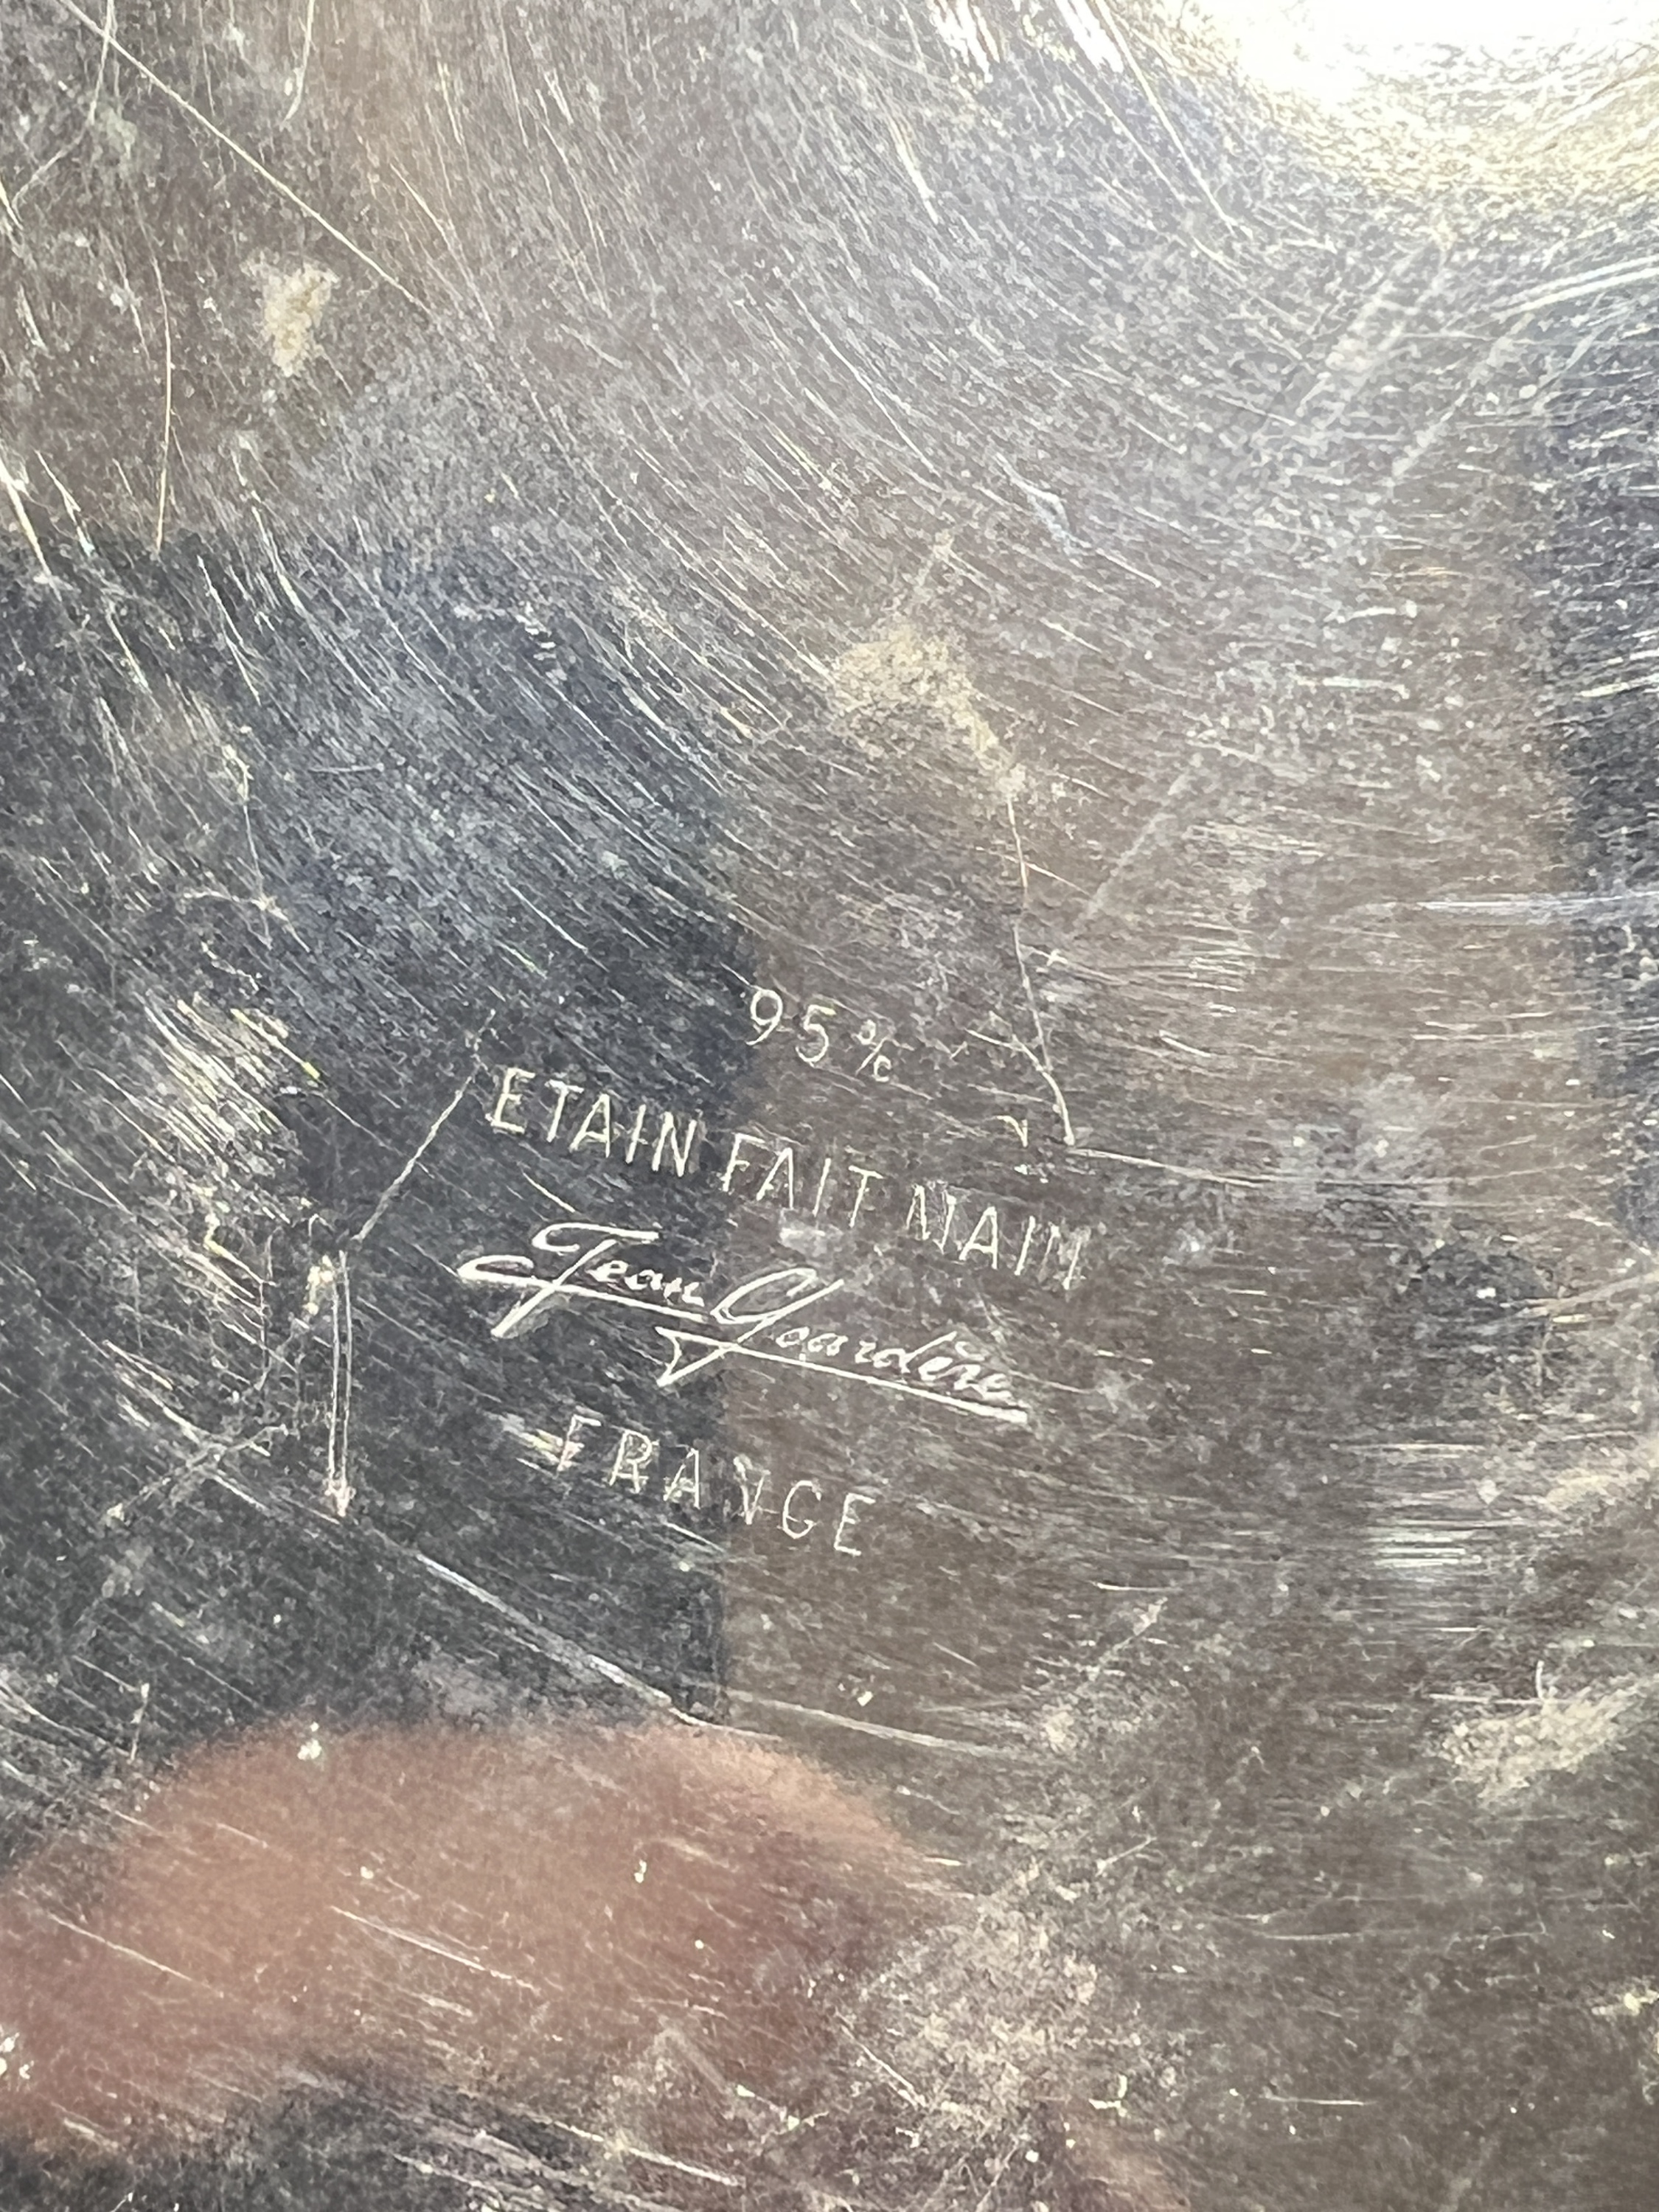 95%
ETAIN FAIT MAIN
Jean Goardère
FRANCE